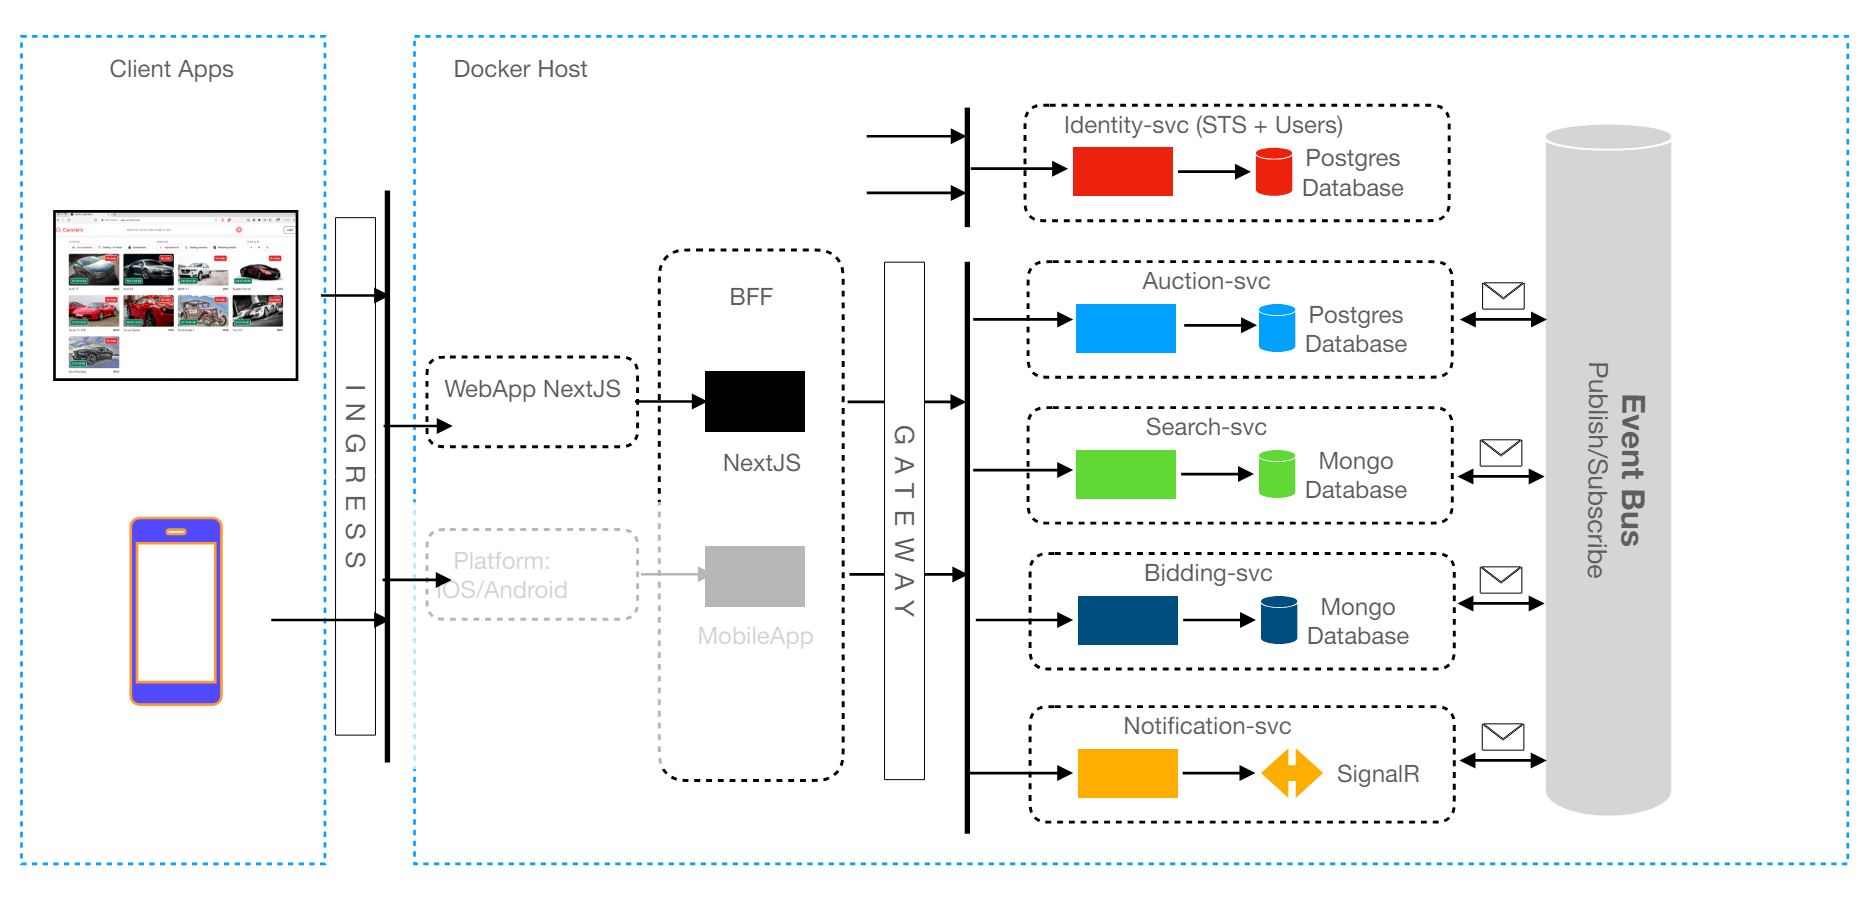 Client Apps
Docker Host
Carsties
INGRESS
WebApp NextJS
Platform:
iOS/Android
BFF
NextJS
MobileApp
GATEWAY
Identity-svc (STS + Users)
Postgres
Database
Auction-svc
Postgres
Database
Search-svc
Mongo
Database
Bidding-svc
Mongo
Database
Notification-svc
SignalR
Event Bus
Publish/Subscribe